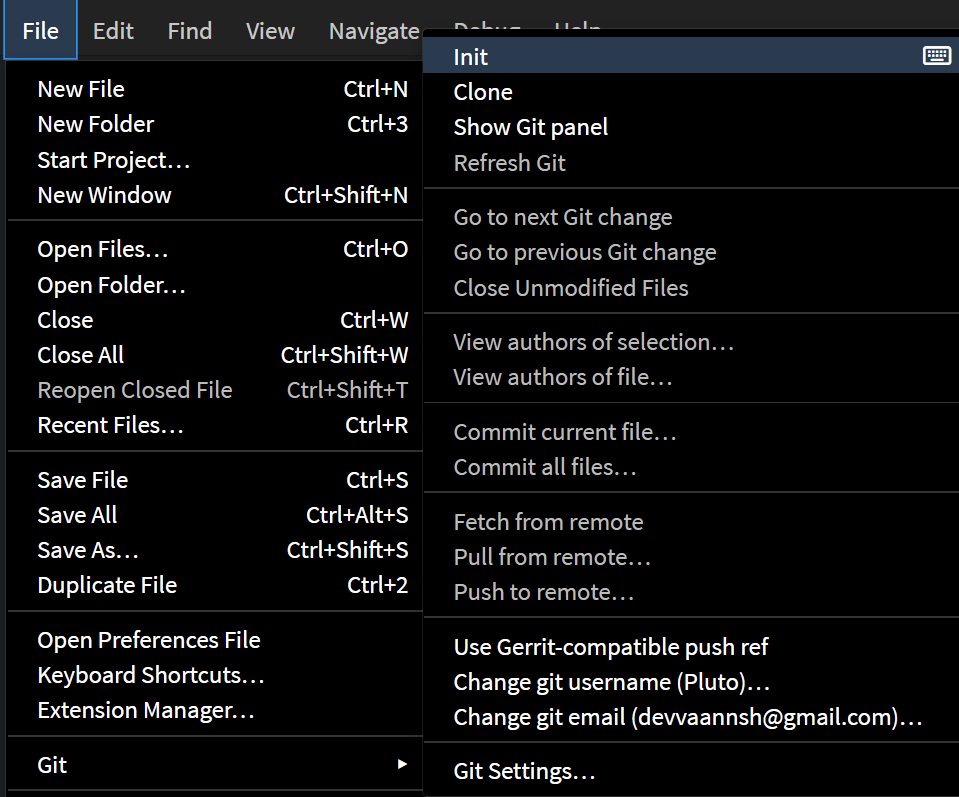 File Edit Find View Navigate Debug Help
New File Ctrl+N
New Folder Ctrl+3
Start Project…
New Window Ctrl+Shift+N
Open Files… Ctrl+O
Open Folder…
Close Ctrl+W
Close All Ctrl+Shift+W
Reopen Closed File Ctrl+Shift+T
Recent Files… Ctrl+R
Save File Ctrl+S
Save All Ctrl+Alt+S
Save As… Ctrl+Shift+S
Duplicate File Ctrl+2
Open Preferences File
Keyboard Shortcuts…
Extension Manager…
Git
Init
Clone
Show Git panel
Refresh Git
Go to next Git change
Go to previous Git change
Close Unmodified Files
View authors of selection…
View authors of file…
Commit current file…
Commit all files…
Fetch from remote
Pull from remote…
Push to remote…
Use Gerrit-compatible push ref
Change git username (Pluto)…
Change git email (devvaannsh@gmail.com)…
Git Settings…